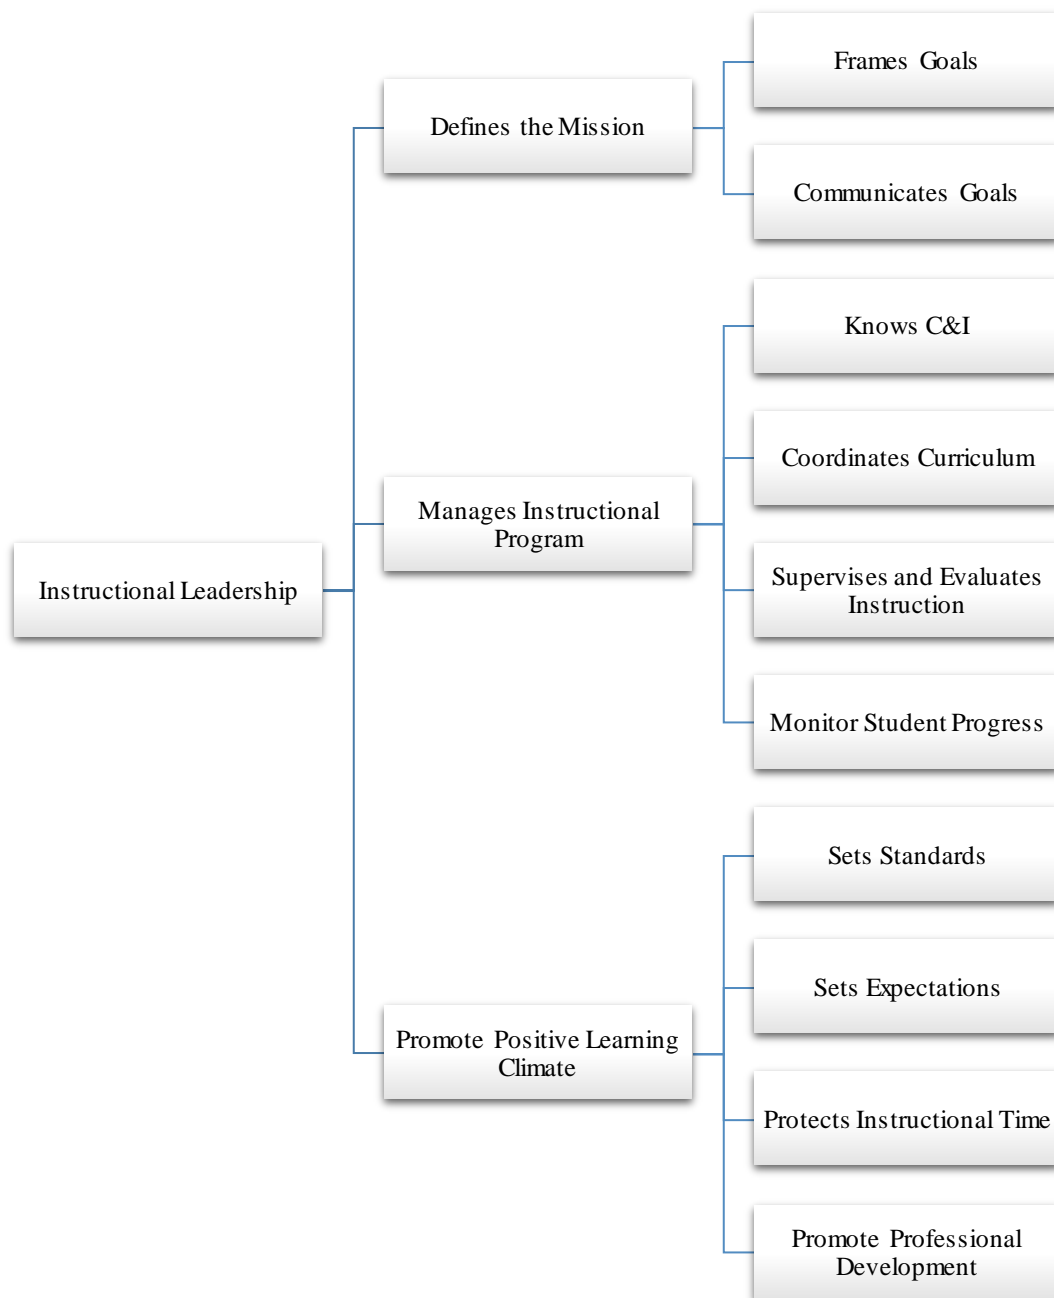 Frames Goals
Defines the Mission
Communicates Goals
Knows C&I
Coordinates Curriculum
Manages Instructional
Program
Instructional Leadership
Supervises and Evaluates
Instruction
Monitor Student Progress
Sets Standards
Sets Expectations
Promote Positive Learning
Climate
Protects Instructional Time
Promote Professional
Development